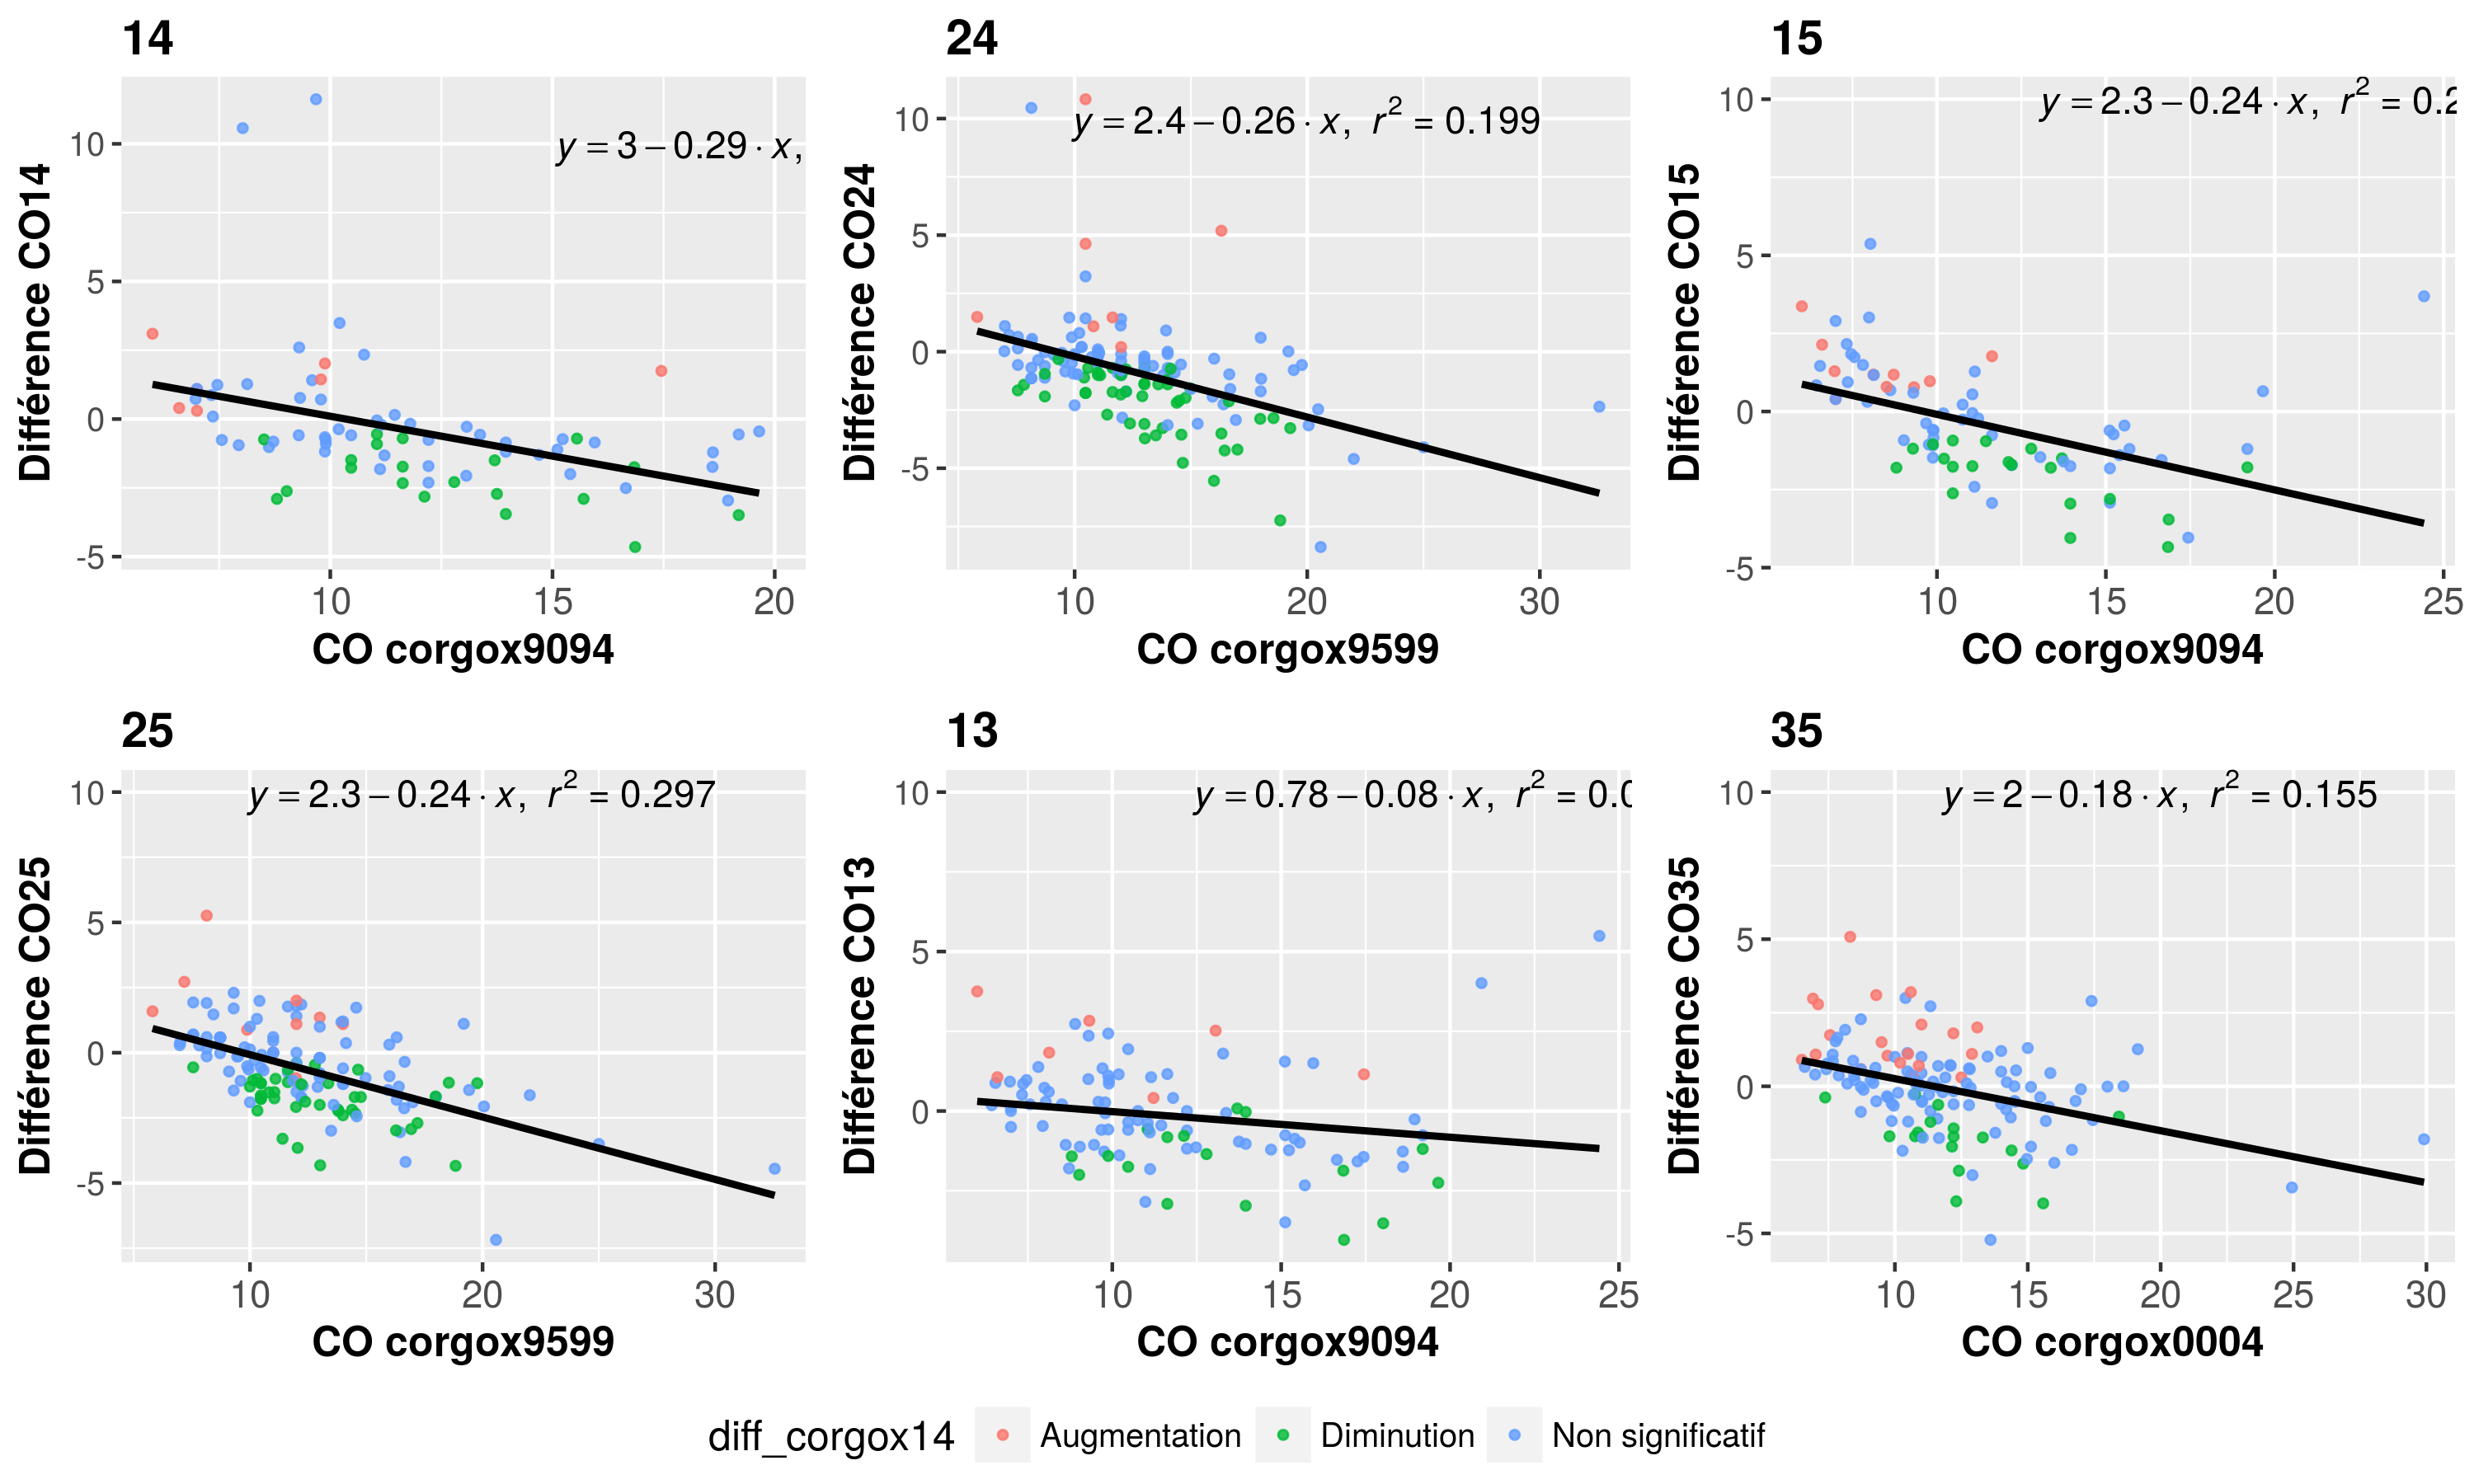 14
y = 3 − 0.29 · x,
10
5
0
-5
Différence CO14
10 15 20
CO corgox9094
24
y = 2.4 − 0.26 · x, r² = 0.199
10
5
0
-5
Différence CO24
10 20 30
CO corgox9599
15
y = 2.3 − 0.24 · x, r² = 0.2
10
5
0
-5
Différence CO15
10 15 20 25
CO corgox9094
25
y = 2.3 − 0.24 · x, r² = 0.297
10
5
0
-5
Différence CO25
10 20 30
CO corgox9599
13
y = 0.78 − 0.08 · x, r² = 0.0
10
5
0
Différence CO13
10 15 20 25
CO corgox9094
35
y = 2 − 0.18 · x, r² = 0.155
10
5
0
-5
Différence CO35
10 15 20 25 30
CO corgox0004
diff_corgox14 Augmentation Diminution Non significatif